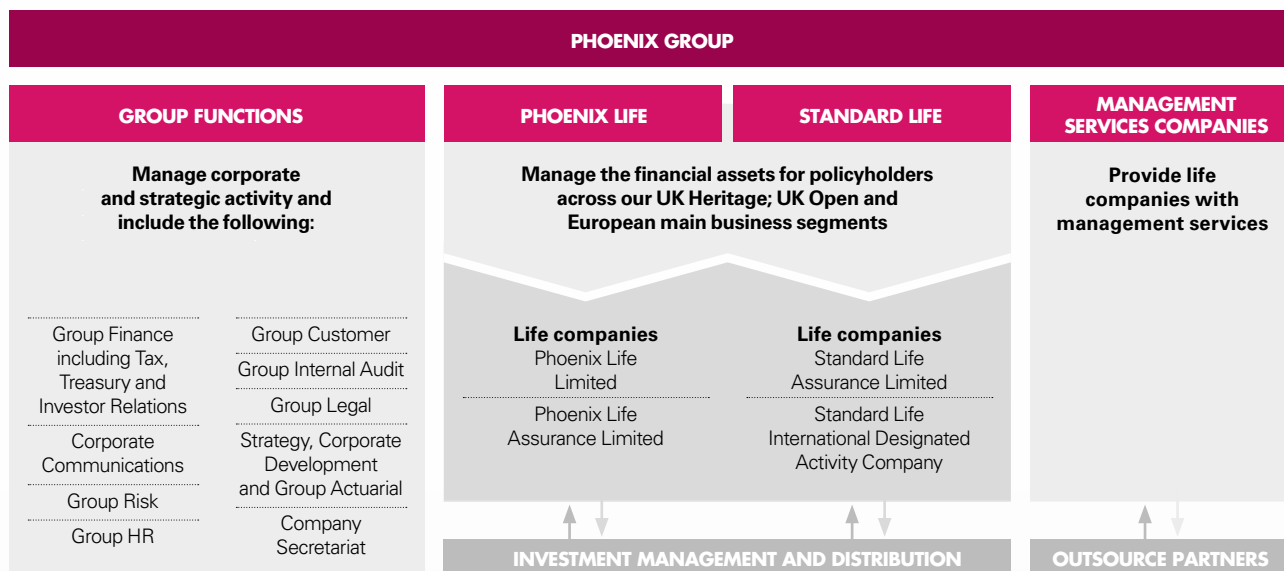 PHOENIX GROUP
GROUP FUNCTIONS
Manage corporate
and strategic activity and
include the following:
Group Finance
including Tax,
Treasury and
Investor Relations
Corporate
Communications
Group Risk
Group HR
Group Customer
Group Internal Audit
Group Legal
Strategy, Corporate
Development
and Group Actuarial
Company
Secretariat
PHOENIX LIFE
STANDARD LIFE
Manage the financial assets for policyholders
across our UK Heritage; UK Open and
European main business segments
Life companies
Phoenix Life
Limited
Phoenix Life
Assurance Limited
Life companies
Standard Life
Assurance Limited
Standard Life
International Designated
Activity Company
INVESTMENT MANAGEMENT AND DISTRIBUTION
MANAGEMENT
SERVICES COMPANIES
Provide life
companies with
management services
OUTSOURCE PARTNERS